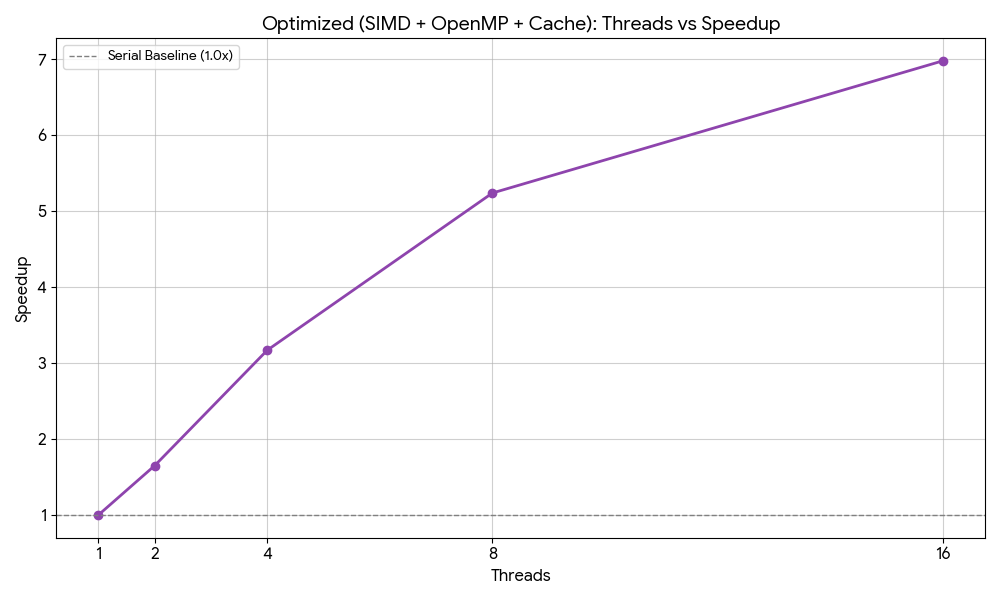 Optimized (SIMD + OpenMP + Cache): Threads vs Speedup
Serial Baseline (1.0x)
7
6
5
4
3
2
1
Speedup
1 2 4 8 16
Threads